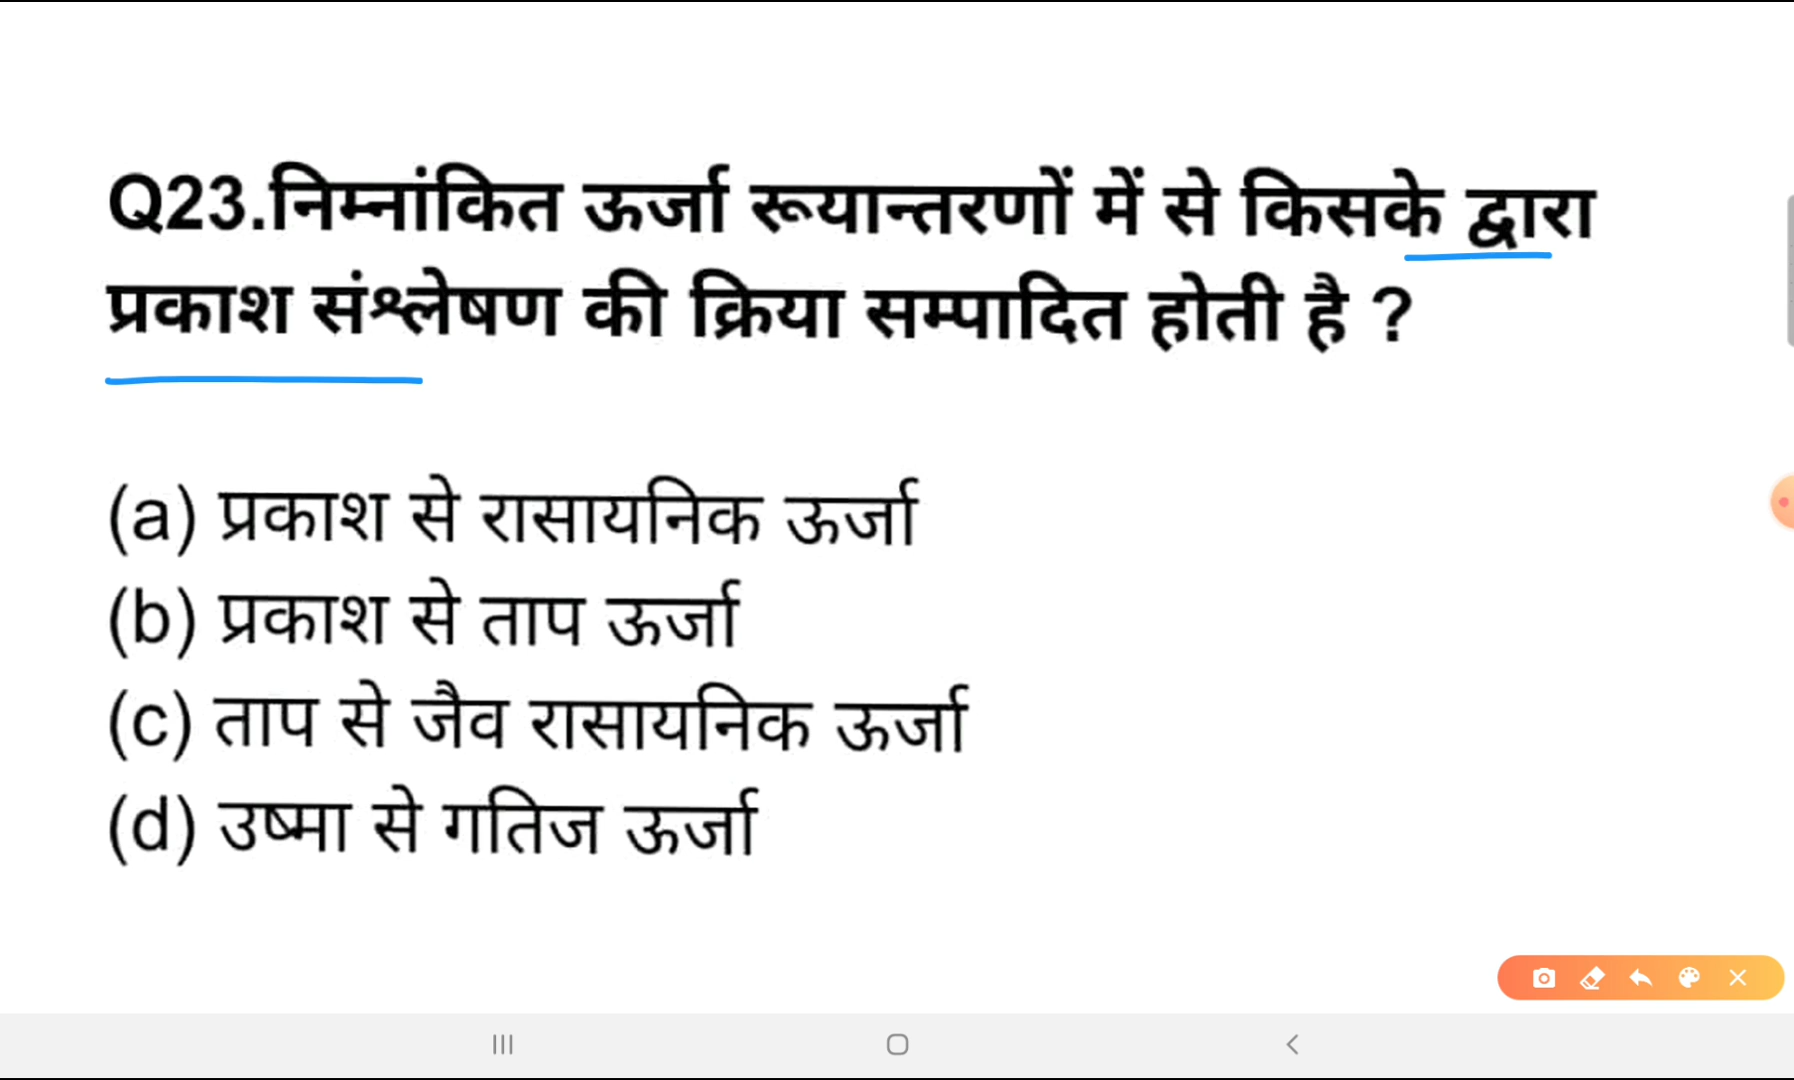 Q23.निम्नांकित ऊर्जा रूयान्तरणों में से किसके द्वारा
प्रकाश संश्लेषण की क्रिया सम्पादित होती है ?
(a) प्रकाश से रासायनिक ऊर्जा
(b) प्रकाश से ताप ऊर्जा
(c) ताप से जैव रासायनिक ऊर्जा
(d) उष्मा से गतिज ऊर्जा